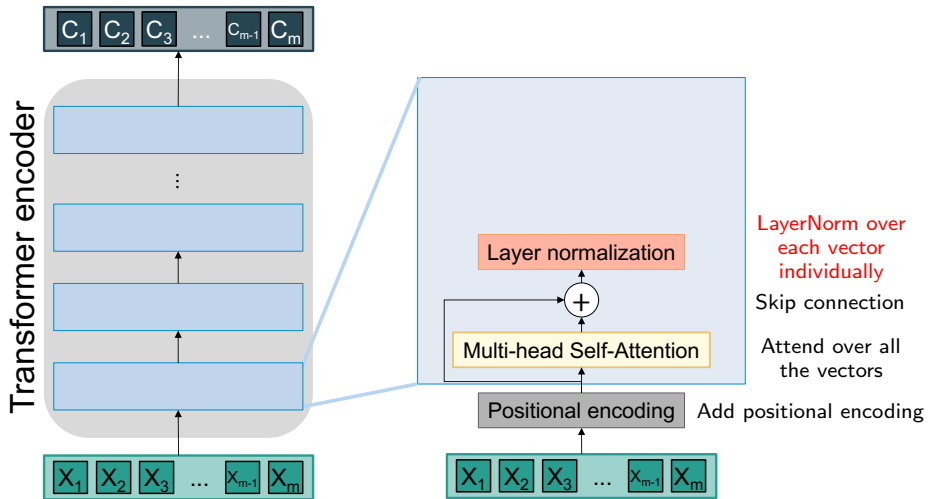 C1 C2 C3 ... Cm-1 Cm
Transformer encoder
...
X1 X2 X3 ... Xm-1 Xm
LayerNorm over
each vector
individually
Layer normalization
Skip connection
+
Multi-head Self-Attention
Attend over all
the vectors
Positional encoding
Add positional encoding
X1 X2 X3 ... Xm-1 Xm